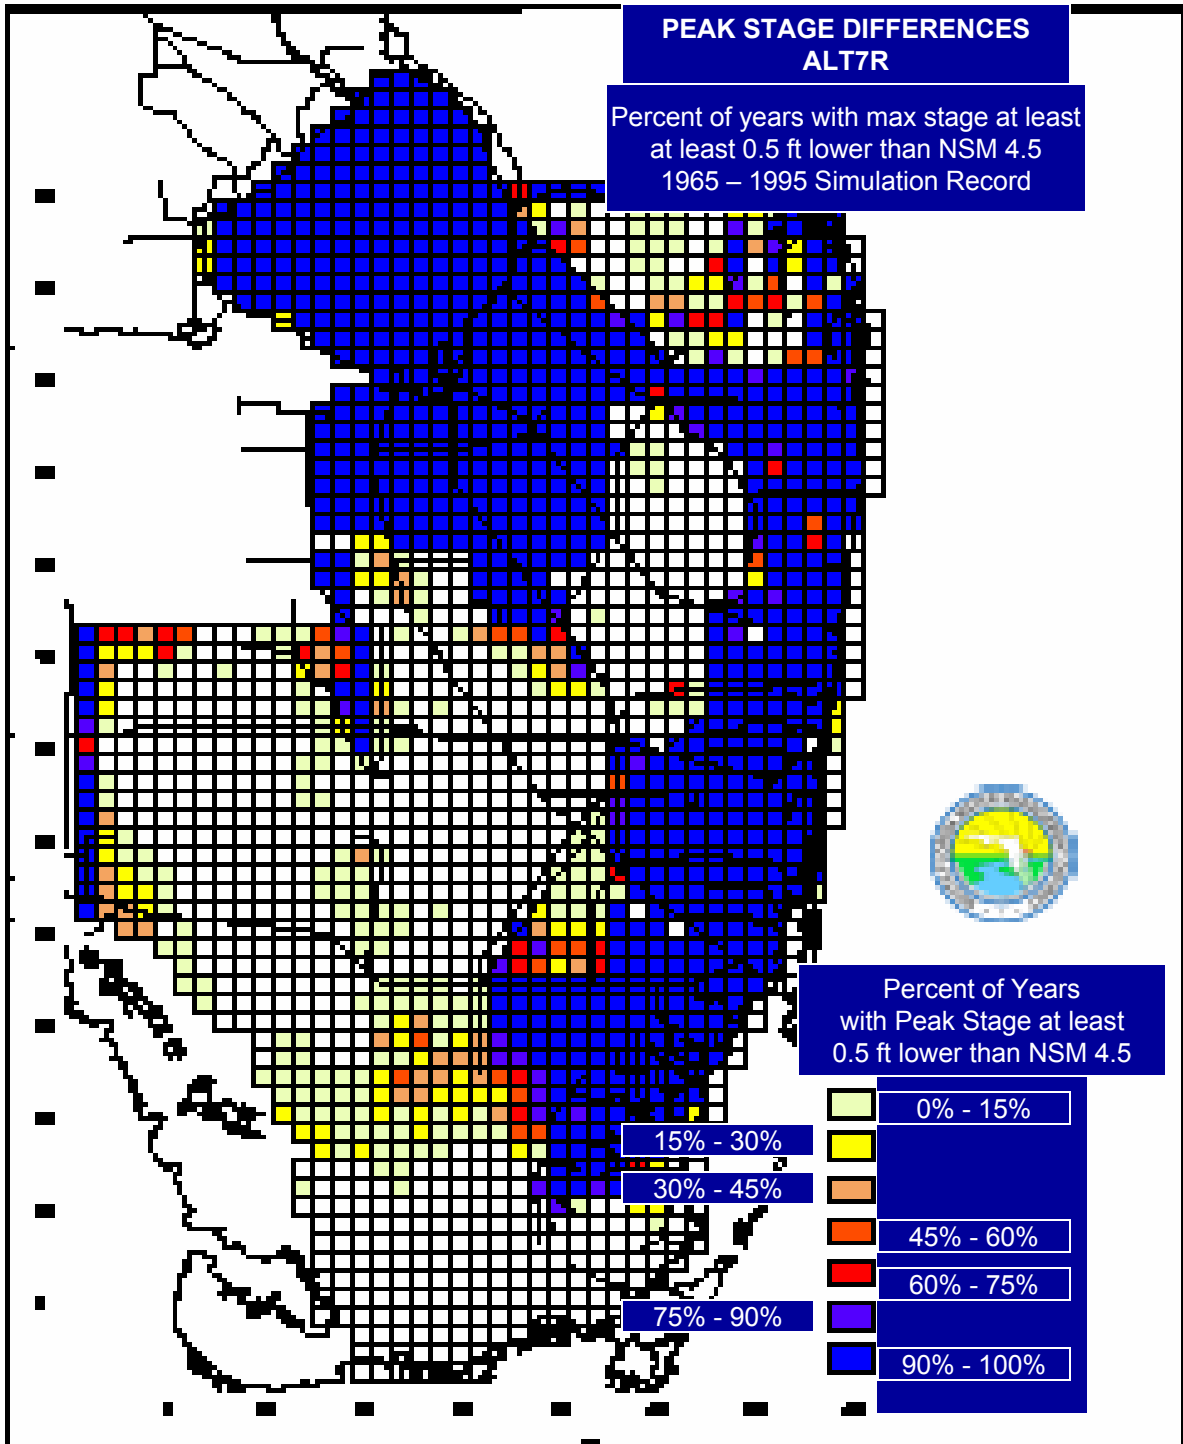 PEAK STAGE DIFFERENCES
ALT7R
Percent of years with max stage at least
at least 0.5 ft lower than NSM 4.5
1965 – 1995 Simulation Record
Percent of Years
with Peak Stage at least
0.5 ft lower than NSM 4.5
0% - 15%
15% - 30%
30% - 45%
45% - 60%
60% - 75%
75% - 90%
90% - 100%